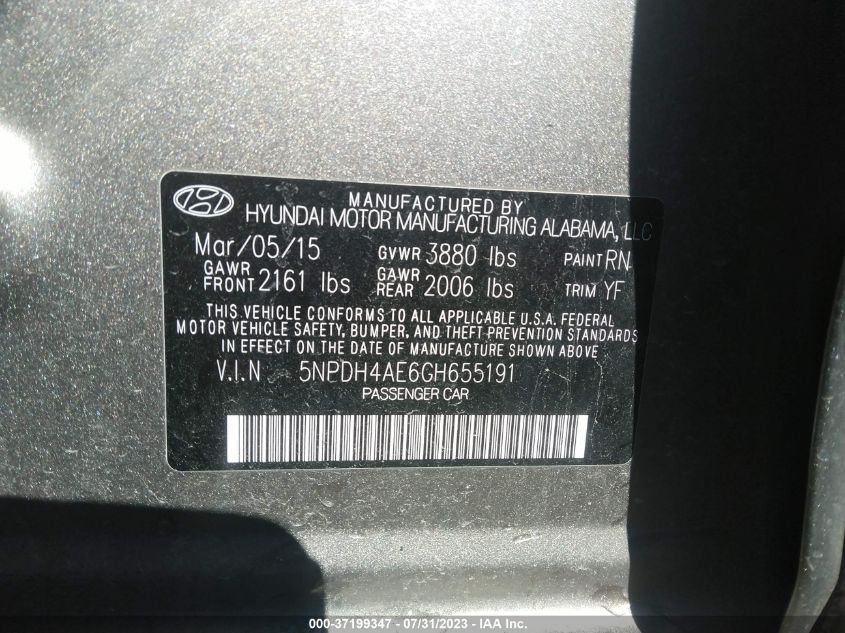 MANUFACTURED BY
HYUNDAI MOTOR MANUFACTURING ALABAMA, LLC
Mar/05/15 GVWR 3880 lbs PAINT RN
GAWR FRONT 2161 lbs GAWR REAR 2006 lbs TRIM YF
THIS VEHICLE CONFORMS TO ALL APPLICABLE U.S.A. FEDERAL
MOTOR VEHICLE SAFETY, BUMPER, AND THEFT PREVENTION STANDARDS
IN EFFECT ON THE DATE OF MANUFACTURE SHOWN ABOVE.
V.I.N 5NPDH4AE6GH655191
PASSENGER CAR
000-37199347 - 07/31/2023 - IAA Inc.